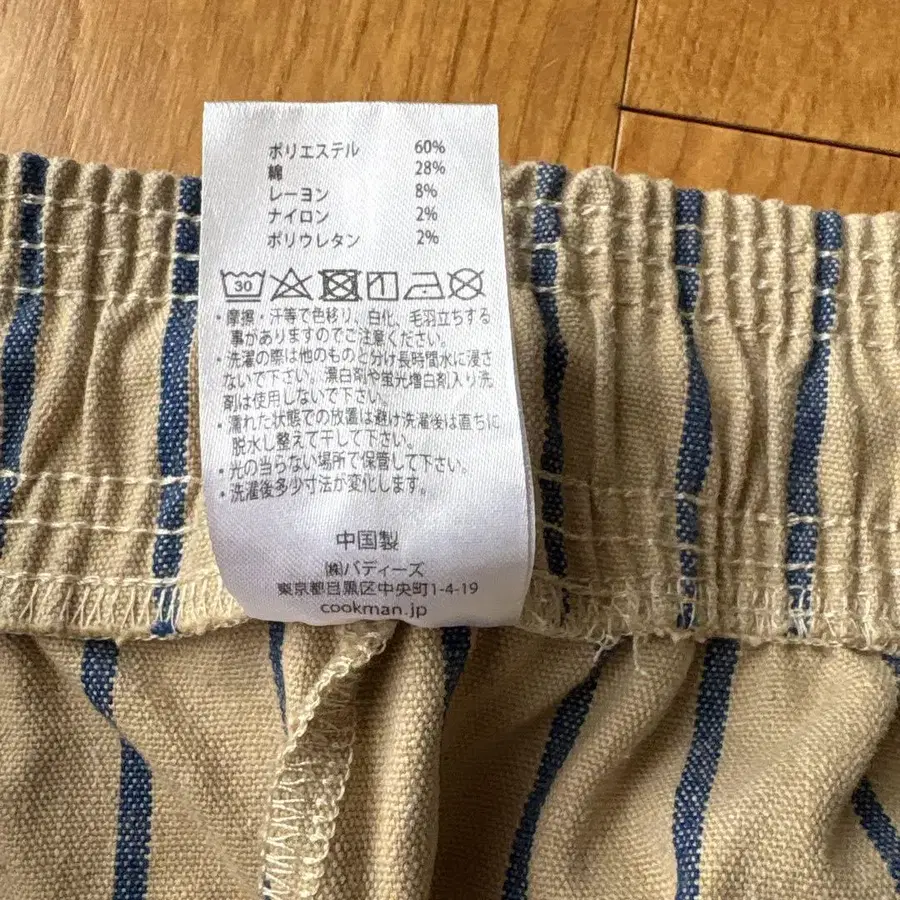 ポリエステル 60%
綿 28%
レーヨン 8%
ナイロン 2%
ポリウレタン 2%
30
・摩擦・汗等で色移り、白化、毛羽立ちする
事がありますのでご注意ください。
・洗濯の際は他のものと分け長時間水に浸さ
ないで下さい。漂白剤や蛍光増白剤入り洗
剤は使用しないで下さい。
・濡れた状態での放置は避け洗濯後は直ちに
脱水し整えて干して下さい。
・光の当らない場所で保管して下さい。
・洗濯後多少寸法が変化します。
中国製
㈱バディーズ
東京都目黒区中央町1-4-19
cookman.jp